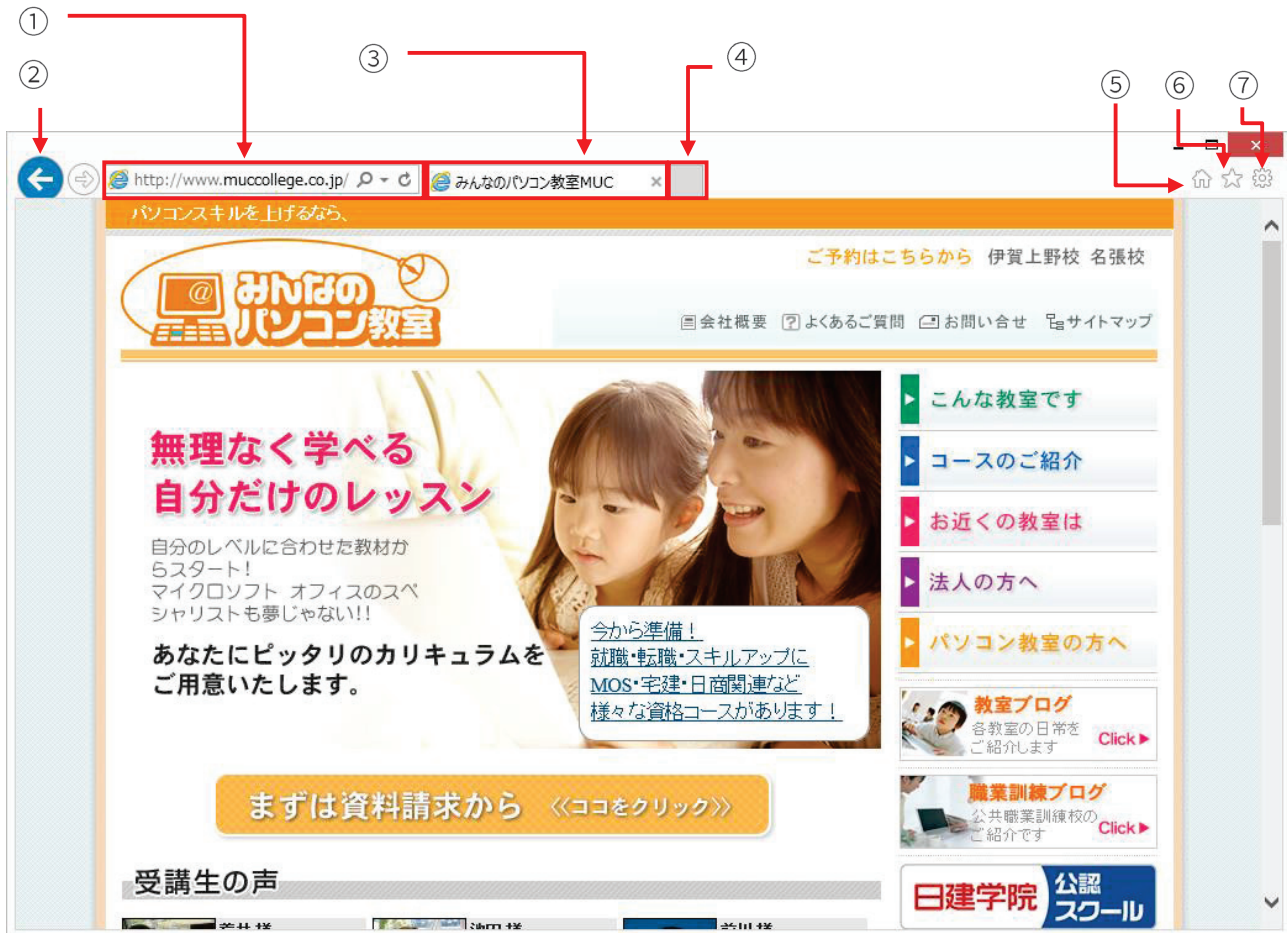 ①
②
③
④
⑤
⑥
⑦
http://www.muccollege.co.jp/
みんなのパソコン教室MUC
パソコンスキルを上げるなら、
@
みんなの
パソコン教室
ご予約はこちらから 伊賀上野校 名張校
会社概要 よくあるご質問 お問い合せ サイトマップ
無理なく学べる
自分だけのレッスン
自分のレベルに合わせた教材か
らスタート!
マイクロソフト オフィスのスペ
シャリストも夢じゃない!!
あなたにピッタリのカリキュラムを
ご用意いたします。
今から準備!
就職・転職・スキルアップに
MOS・宅建・日商関連など
様々な資格コースがあります!
まずは資料請求から 《ココをクリック》
受講生の声
こんな教室です
コースのご紹介
お近くの教室は
法人の方へ
パソコン教室の方へ
教室ブログ
各教室の日常を
ご紹介します
Click
職業訓練ブログ
公共職業訓練校の
ご紹介です
Click
日建学院
公認
スクール